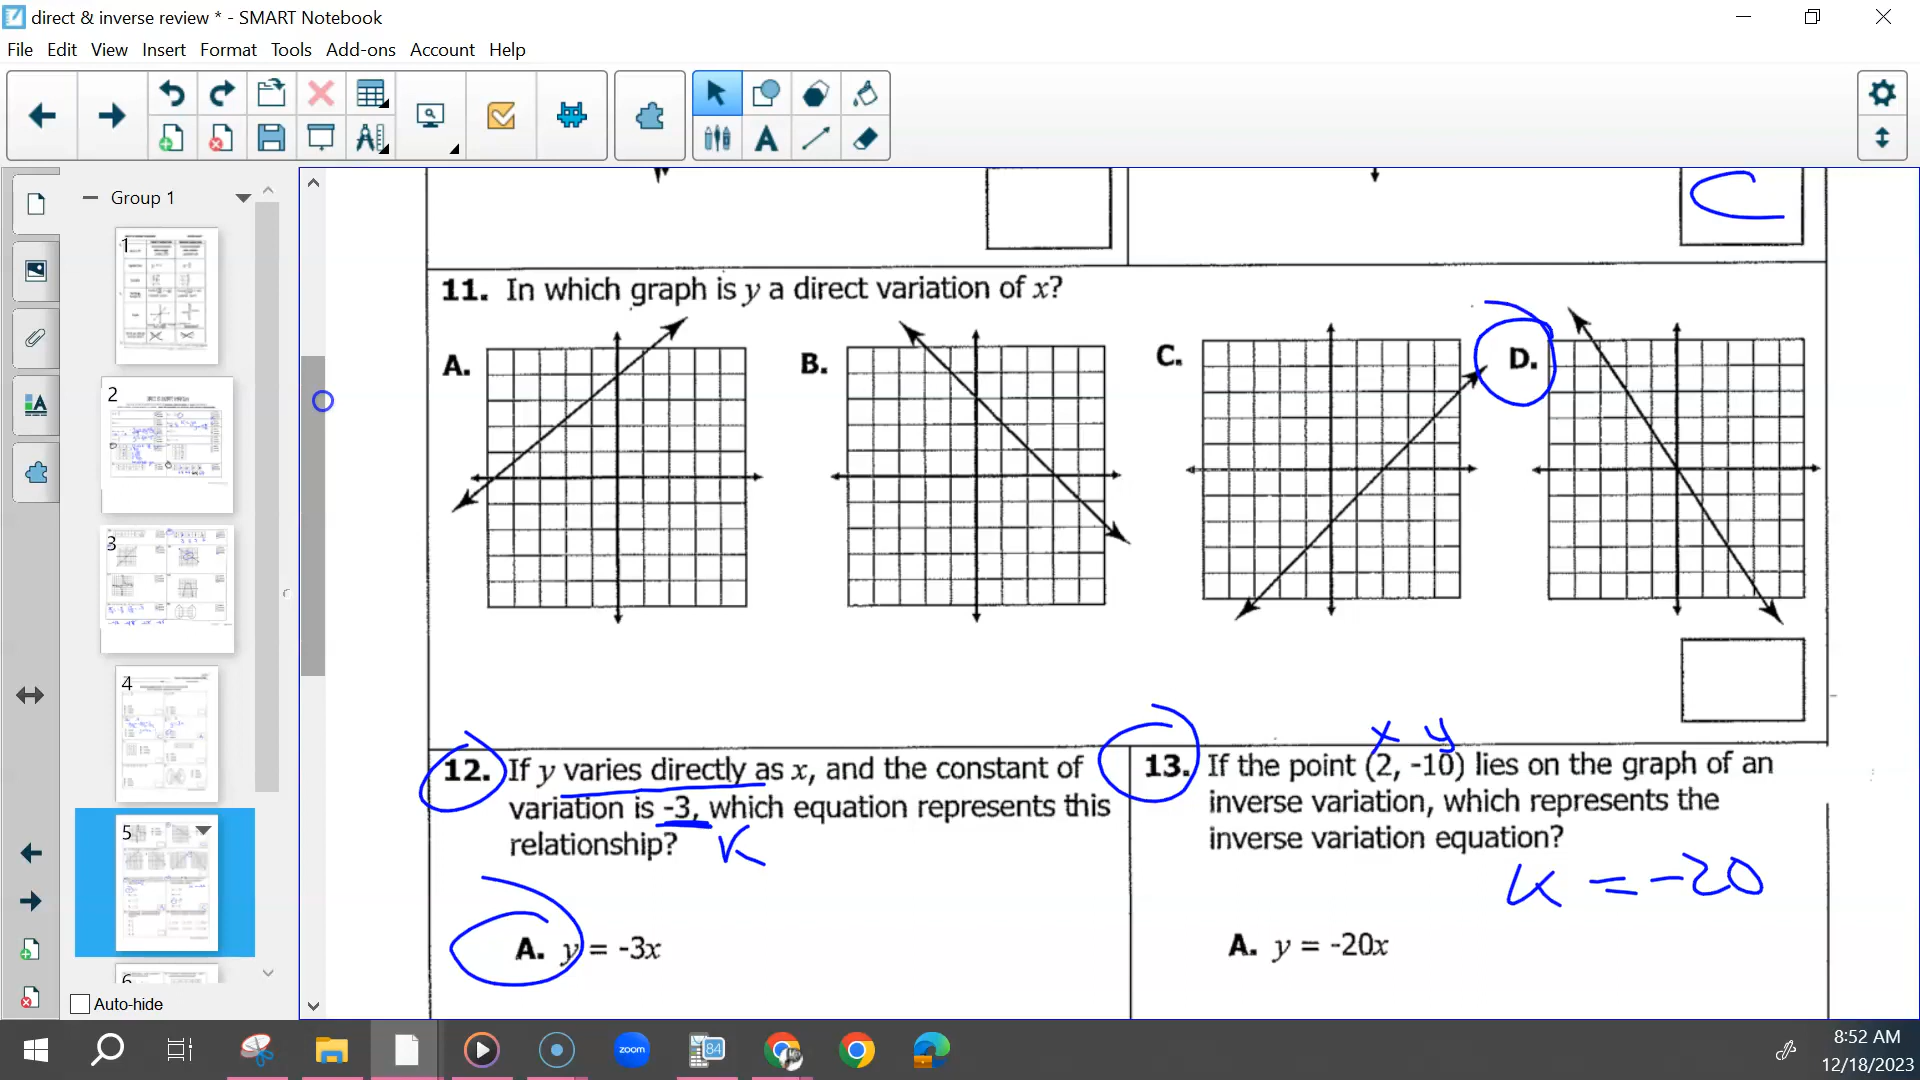 direct & inverse review * - SMART Notebook
File Edit View Insert Format Tools Add-ons Account Help
Group 1
1
2
3
4
5
6
Auto-hide
C
11. In which graph is y a direct variation of x?
A.
B.
C.
D.
12. If y varies directly as x, and the constant of
variation is -3, which equation represents this
relationship?
K
A. y = -3x
x y
13. If the point (2, -10) lies on the graph of an
inverse variation, which represents the
inverse variation equation?
K = -20
A. y = -20x
zoom
84
8:52 AM
12/18/2023